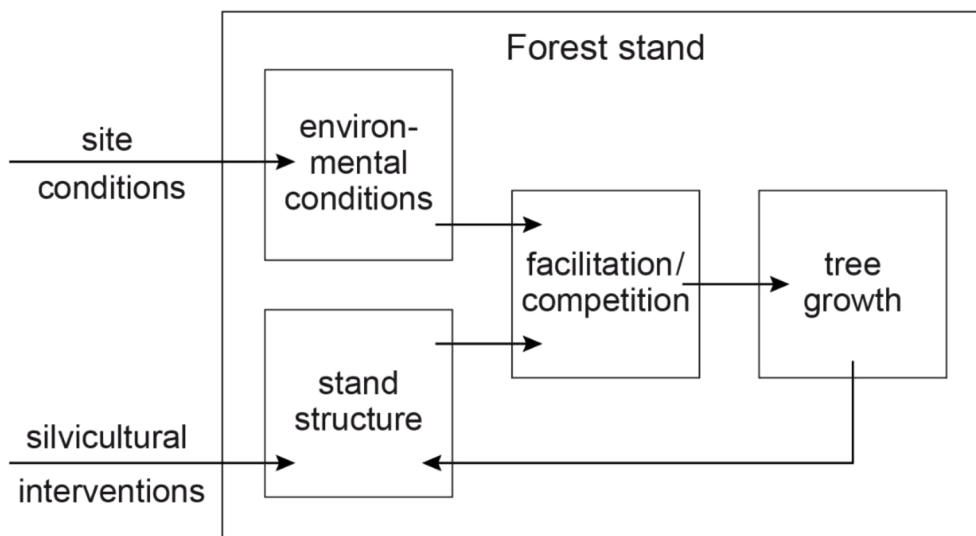 Forest stand
site
conditions
environ-
mental
conditions
facilitation/
competition
tree
growth
stand
structure
silvicultural
interventions